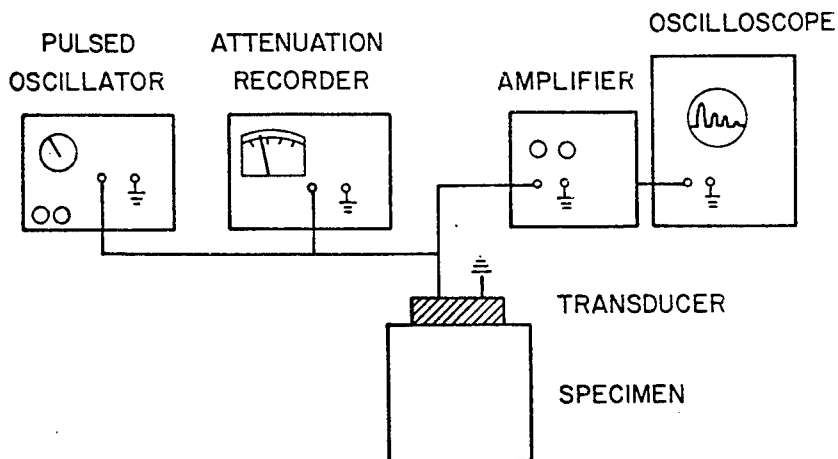 PULSED
OSCILLATOR
ATTENUATION
RECORDER
AMPLIFIER
OSCILLOSCOPE
TRANSDUCER
SPECIMEN